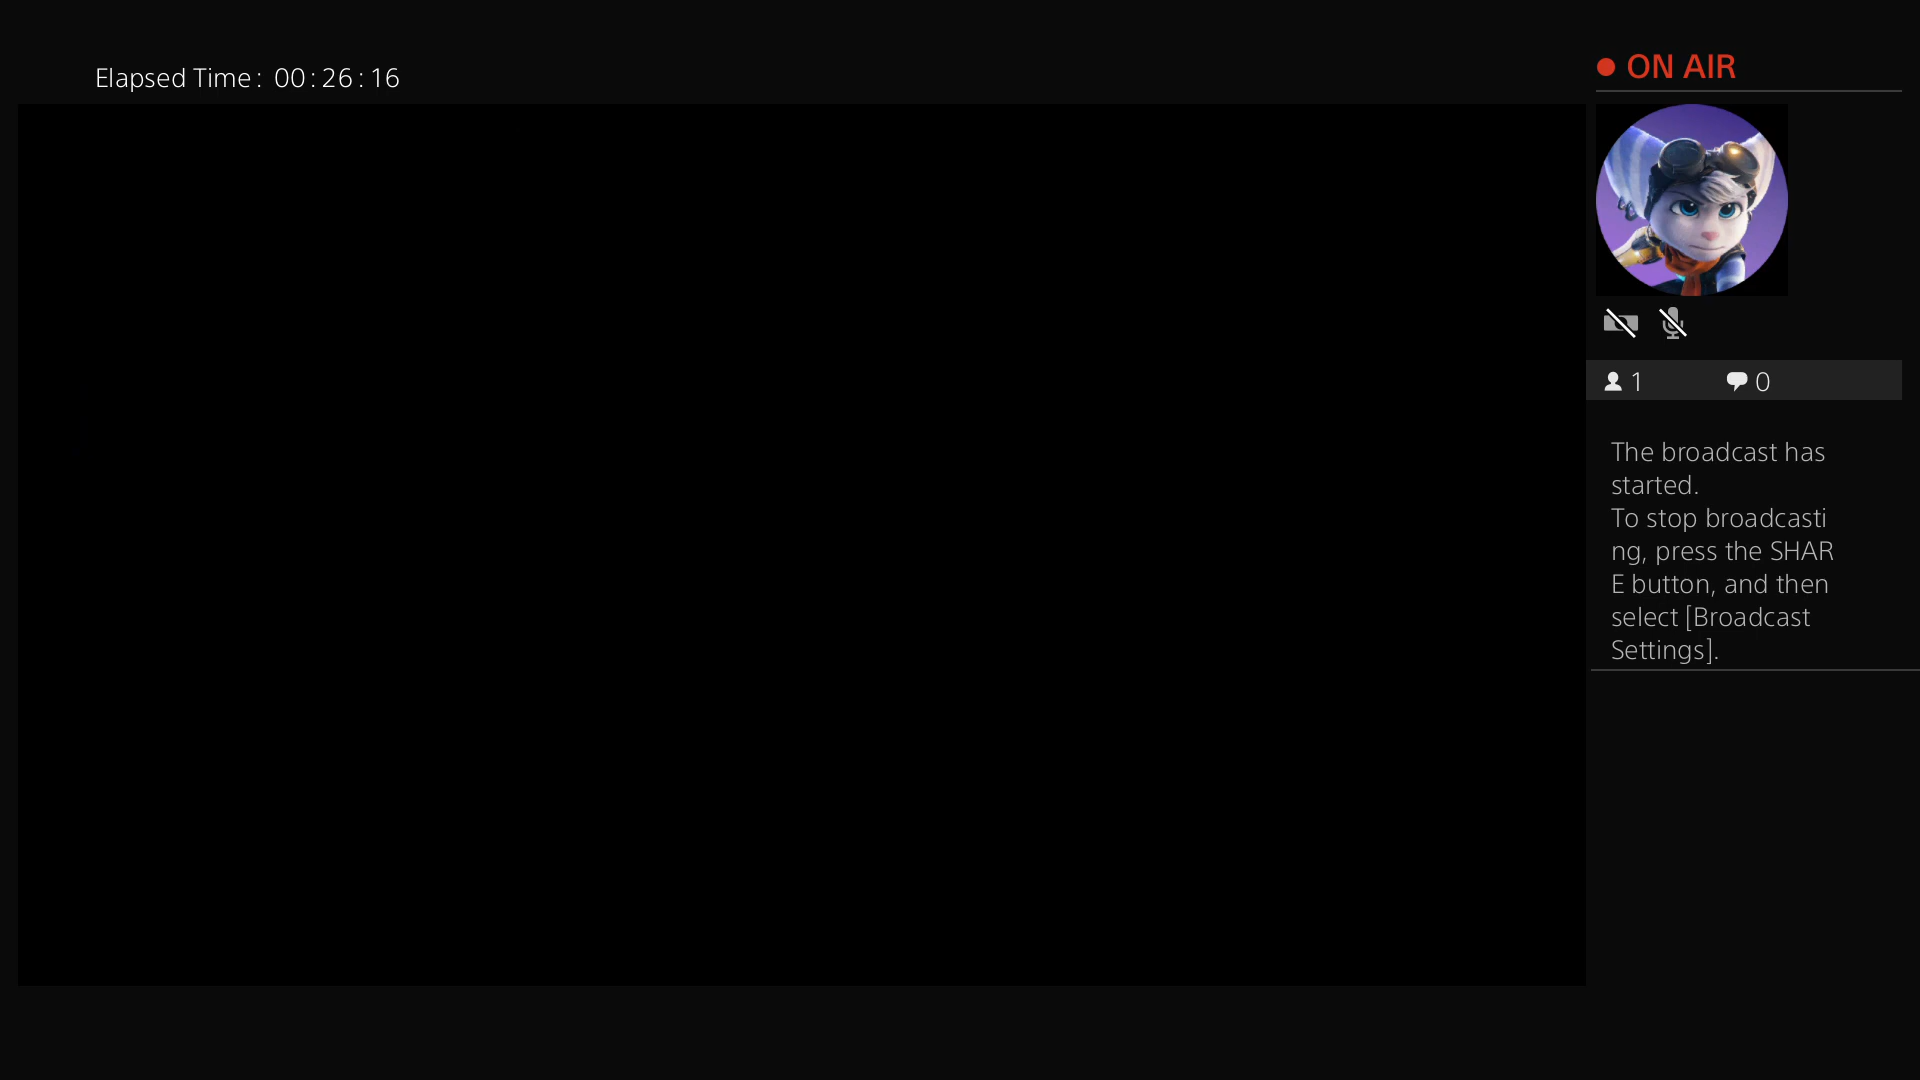 Elapsed Time: 00:26:16
ON AIR
1
0
The broadcast has
started.
To stop broadcasti
ng, press the SHAR
E button, and then
select [Broadcast
Settings].